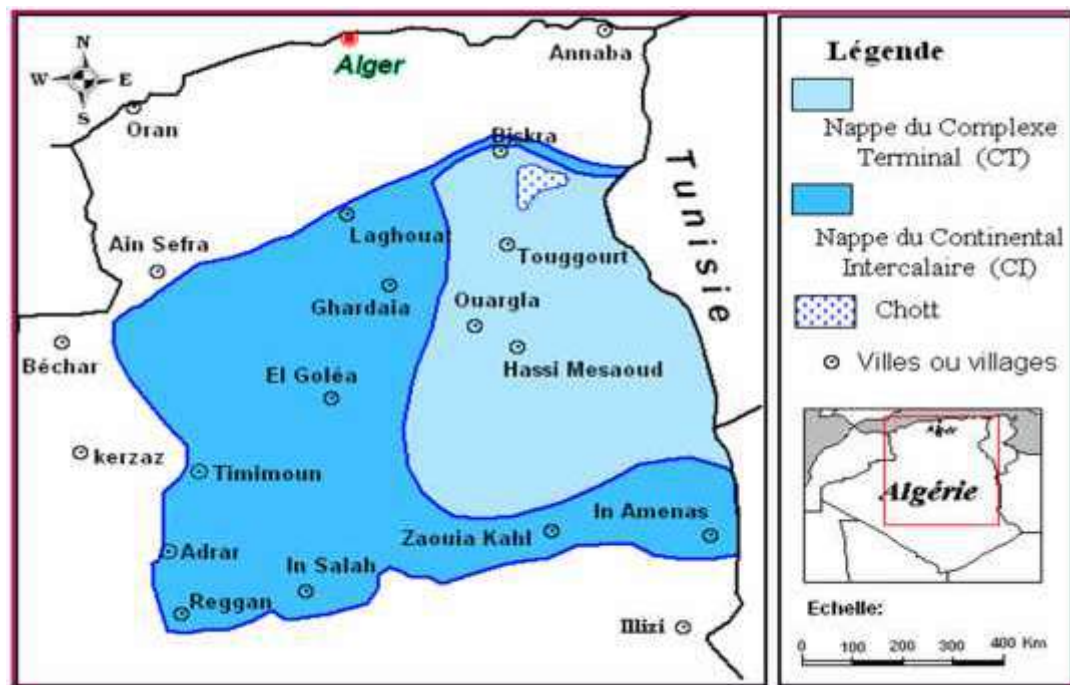 N
W E
S
Alger
Annaba
Oran
Biskra
Tunisie
Laghouat
Ain Sefra
Touggourt
Ghardaia
Ouargla
Béchar
Hassi Mesaoud
El Goléa
kerzaz
Timimoun
In Amenas
Zaouia Kahl
Adrar
In Salah
Reggan
Illizi
Légende
Nappe du Complexe
Terminal (CT)
Nappe du Continental
Intercalaire (CI)
Chott
Villes ou villages
Alger
Algérie
Echelle:
0 100 200 300 400 Km